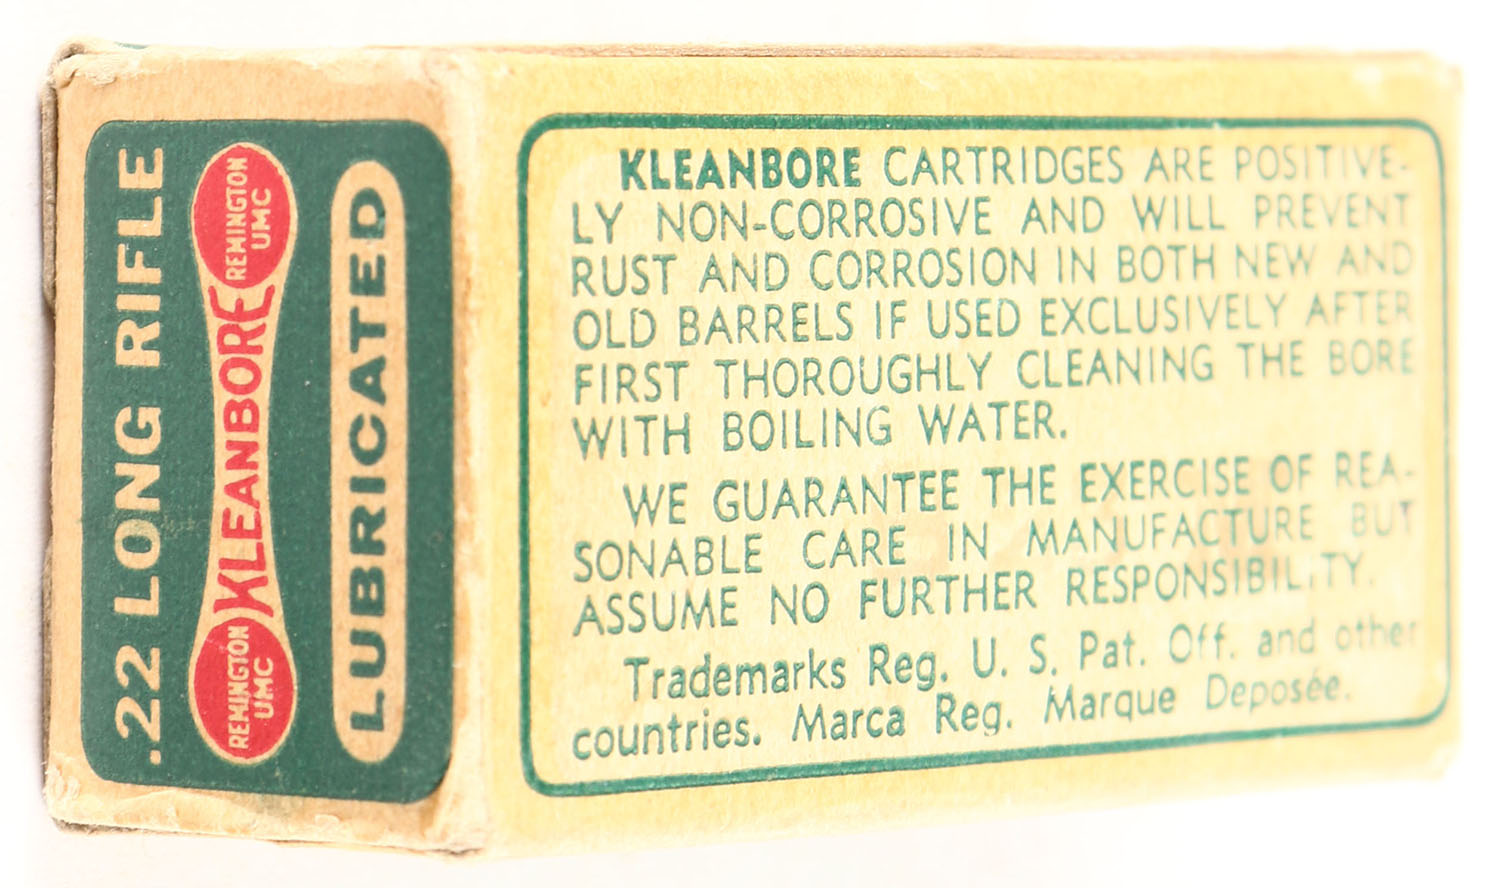 .22 LONG RIFLE
REMINGTON
UMC
KLEANBORE
REMINGTON
UMC
LUBRICATED
KLEANBORE CARTRIDGES ARE POSITIVE-
LY NON-CORROSIVE AND WILL PREVENT
RUST AND CORROSION IN BOTH NEW AND
OLD BARRELS IF USED EXCLUSIVELY AFTER
FIRST THOROUGHLY CLEANING THE BORE
WITH BOILING WATER.
WE GUARANTEE THE EXERCISE OF REA-
SONABLE CARE IN MANUFACTURE BUT
ASSUME NO FURTHER RESPONSIBILITY.
Trademarks Reg. U. S. Pat. Off. and other
countries. Marca Reg. Marque Deposée.